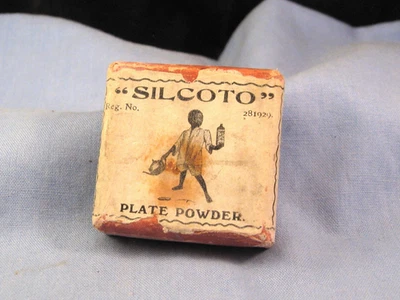 "SILCOTO"
Reg. No. 281929.
PLATE POWDER.